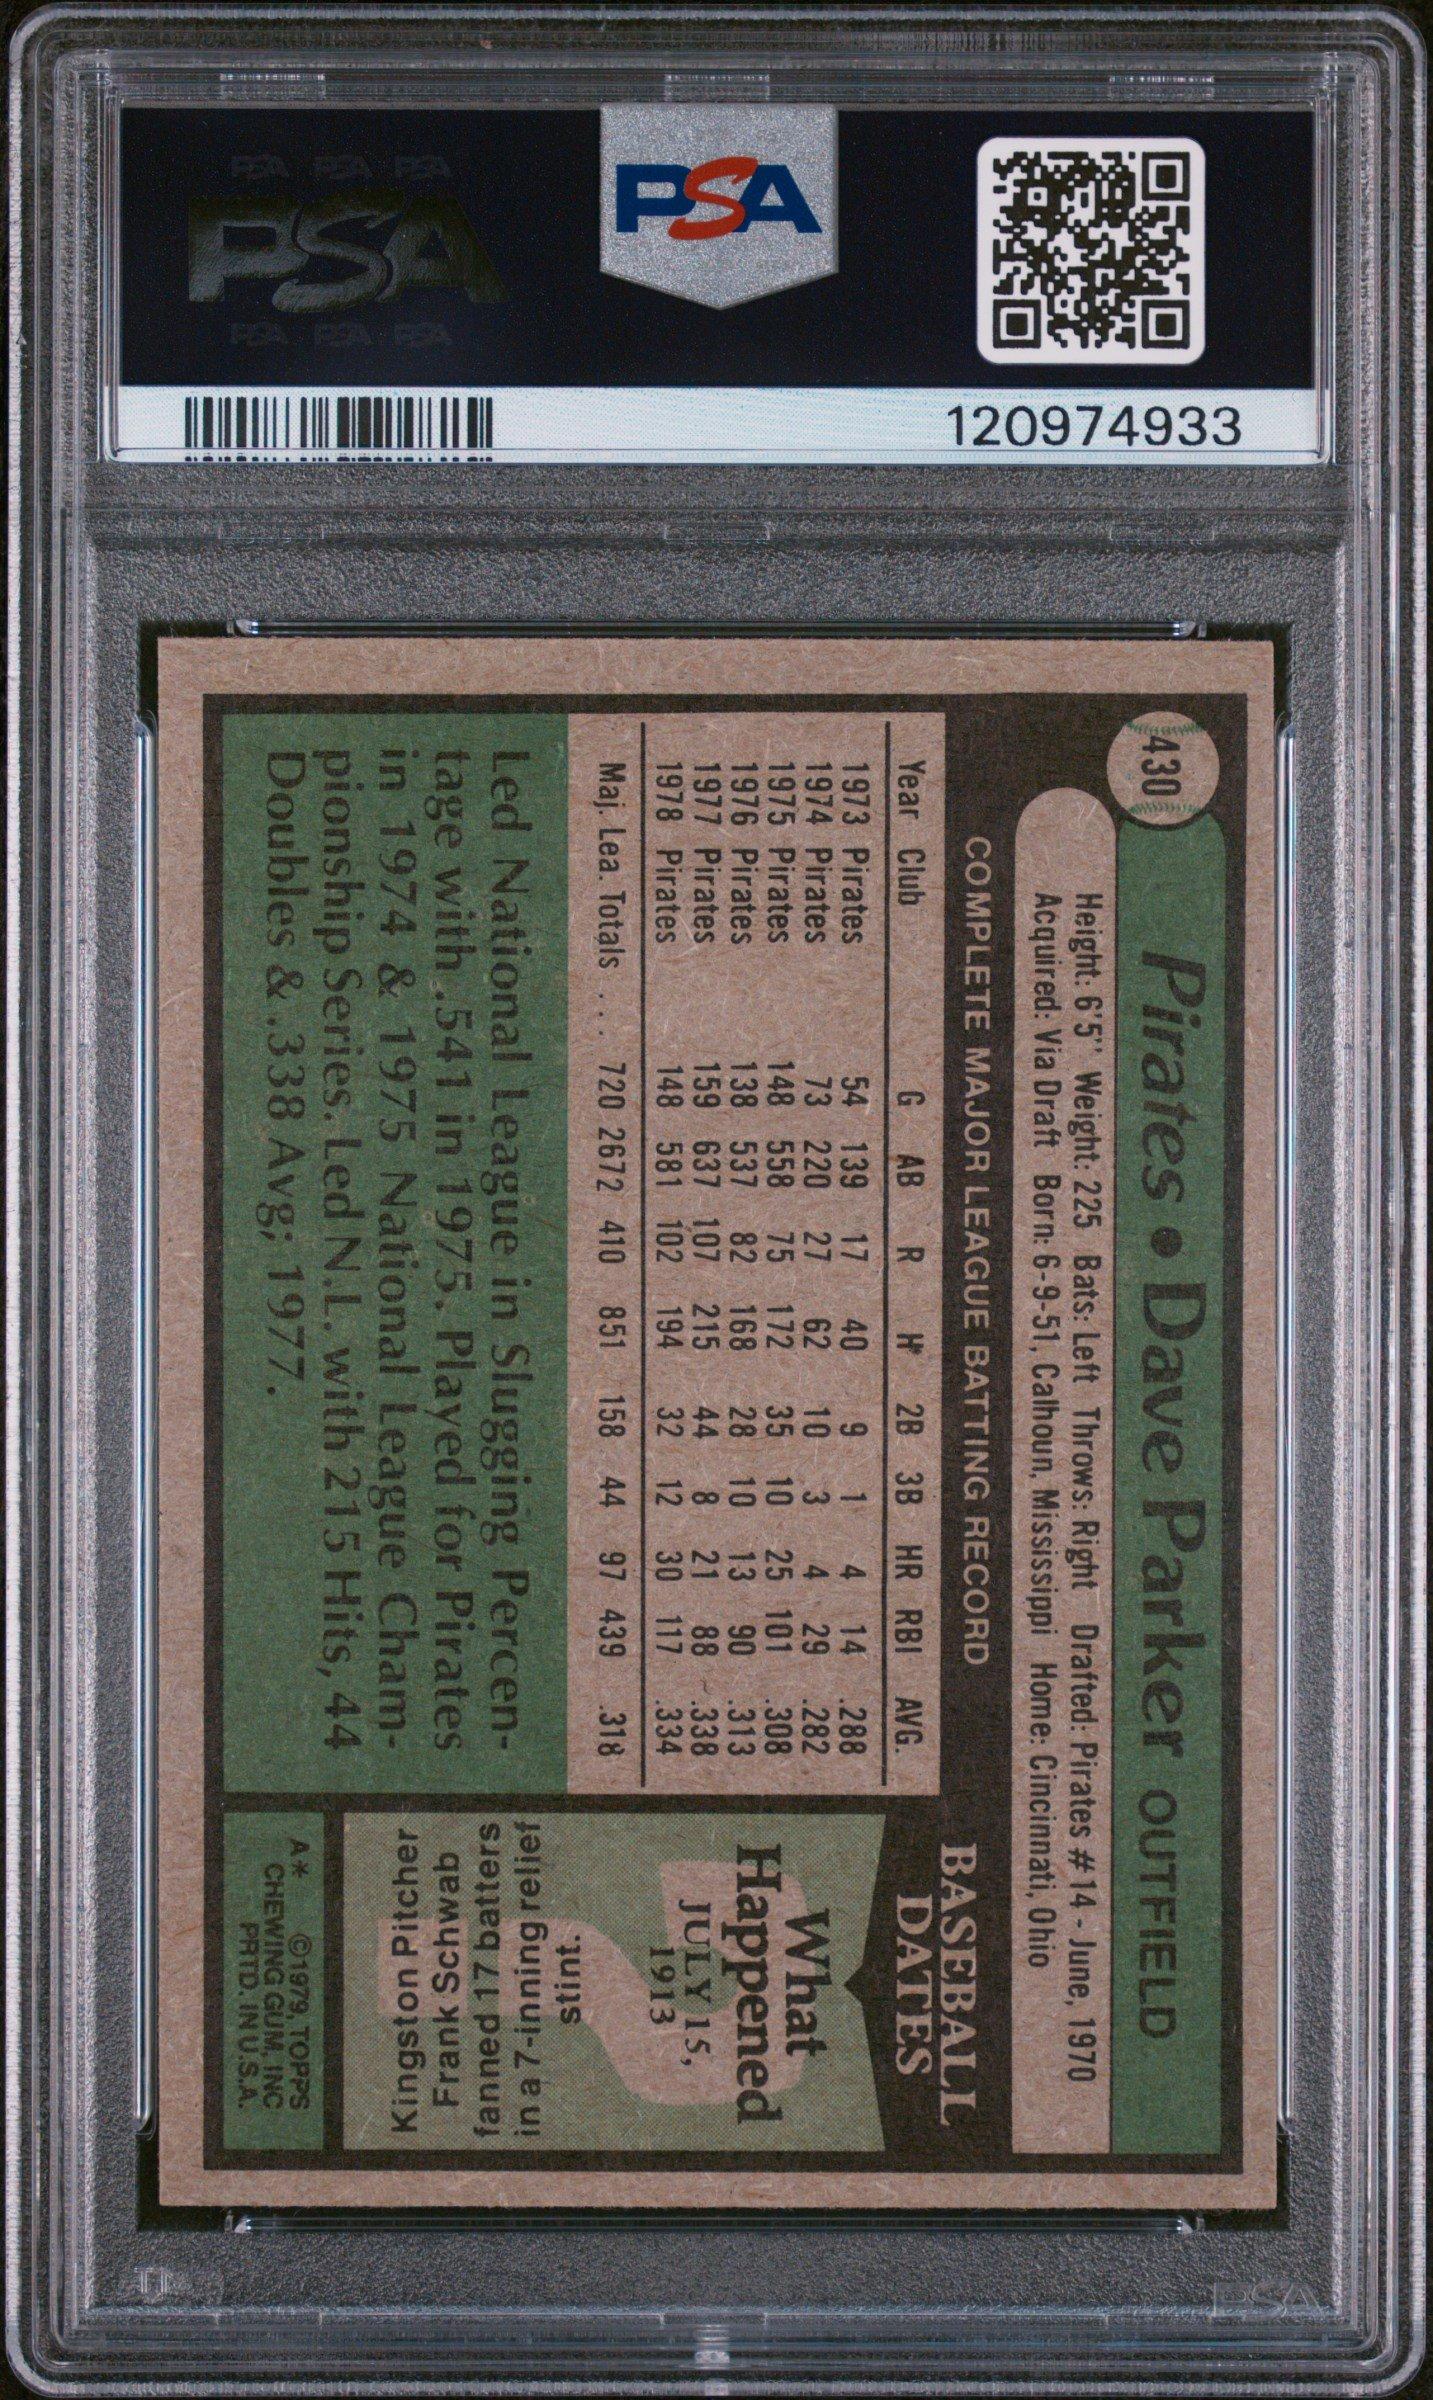 PSA PSA PSA
PSA
PSA PSA PSA
PSA
120974933
430
Pirates • Dave Parker OUTFIELD
Height: 6'5'' Weight: 225 Bats: Left Throws: Right Drafted: Pirates #14 - June, 1970
Acquired: Via Draft Born: 6-9-51, Calhoun, Mississippi Home: Cincinnati, Ohio
COMPLETE MAJOR LEAGUE BATTING RECORD
Year Club G AB R H 2B 3B HR RBI AVG.
1973 Pirates 54 139 17 40 9 1 4 14 .288
1974 Pirates 73 220 27 62 10 3 4 29 .282
1975 Pirates 148 558 75 172 35 10 25 101 .308
1976 Pirates 138 537 82 168 28 10 13 90 .313
1977 Pirates 159 637 107 215 44 8 21 88 .338
1978 Pirates 148 581 102 194 32 12 30 117 .334
Maj. Lea. Totals . . . 720 2672 410 851 158 44 97 439 .318
Led National League in Slugging Percen-
tage with .541 in 1975. Played for Pirates
in 1974 & 1975 National League Cham-
pionship Series. Led N.L. with 215 Hits, 44
Doubles & .338 Avg; 1977.
BASEBALL
DATES
What
Happened
JULY 15,
1913
stint.
in a 7-inning relief
fanned 17 batters
Frank Schwab
Kingston Pitcher
A* ©1979, TOPPS
CHEWING GUM, INC
PRTD. IN U.S.A.
PSA